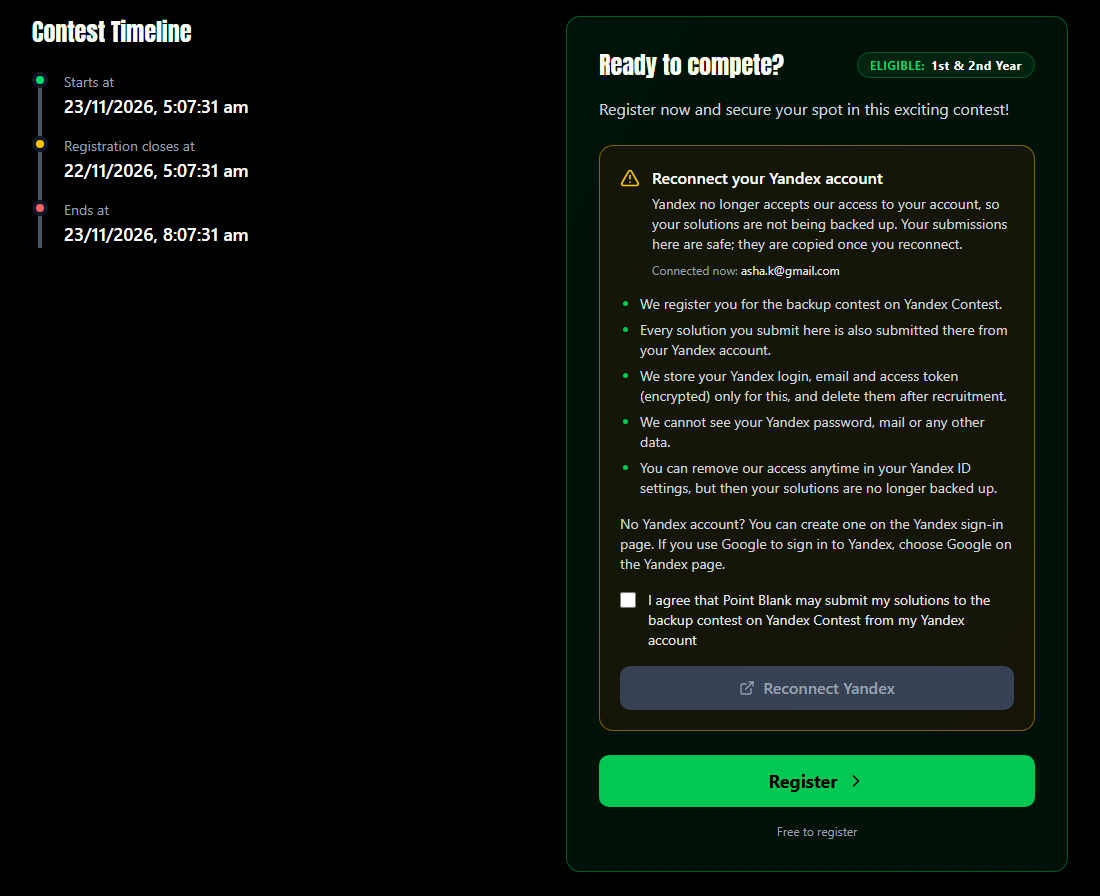 Contest Timeline
Starts at
23/11/2026, 5:07:31 am
Registration closes at
22/11/2026, 5:07:31 am
Ends at
23/11/2026, 8:07:31 am
Ready to compete?
ELIGIBLE: 1st & 2nd Year
Register now and secure your spot in this exciting contest!
Reconnect your Yandex account
Yandex no longer accepts our access to your account, so
your solutions are not being backed up. Your submissions
here are safe; they are copied once you reconnect.
Connected now: asha.k@gmail.com
We register you for the backup contest on Yandex Contest.
Every solution you submit here is also submitted there from
your Yandex account.
We store your Yandex login, email and access token
(encrypted) only for this, and delete them after recruitment.
We cannot see your Yandex password, mail or any other
data.
You can remove our access anytime in your Yandex ID
settings, but then your solutions are no longer backed up.
No Yandex account? You can create one on the Yandex sign-in
page. If you use Google to sign in to Yandex, choose Google on
the Yandex page.
I agree that Point Blank may submit my solutions to the
backup contest on Yandex Contest from my Yandex
account
Reconnect Yandex
Register
Free to register